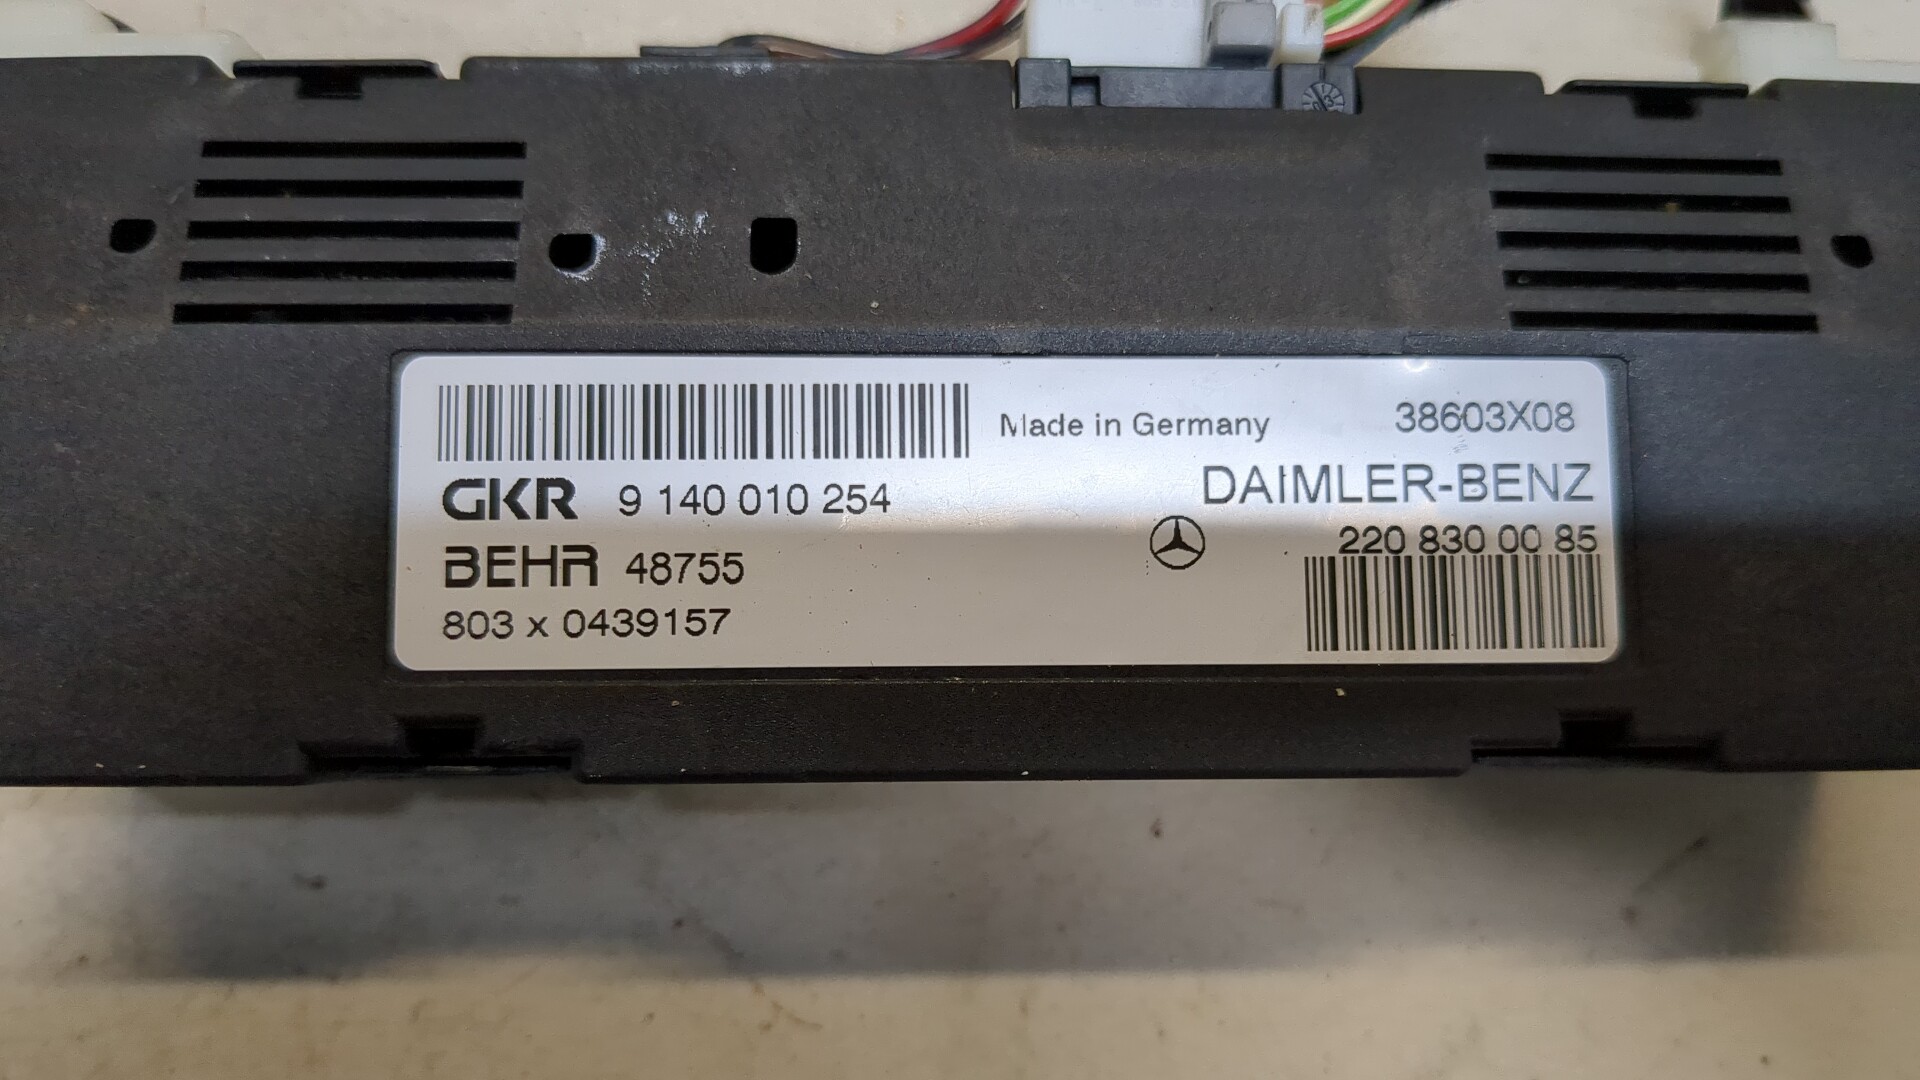 Made in Germany 38603X08
GKR 9 140 010 254
DAIMLER-BENZ
BEHR 48755
220 830 00 85
803 x 0439157